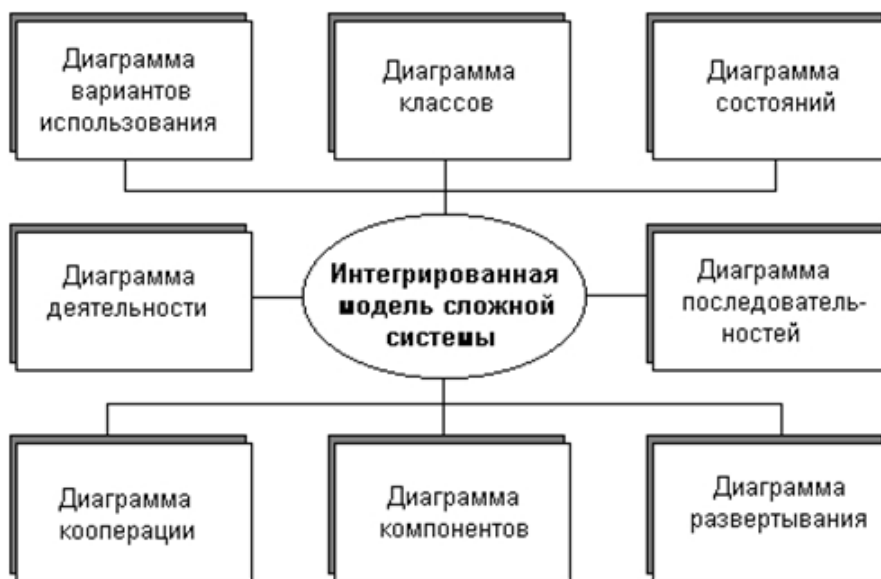 Диаграмма
вариантов
использования
Диаграмма
классов
Диаграмма
состояний
Диаграмма
деятельности
Интегрированная
модель сложной
системы
Диаграмма
последователь-
ностей
Диаграмма
кооперации
Диаграмма
компонентов
Диаграмма
развертывания